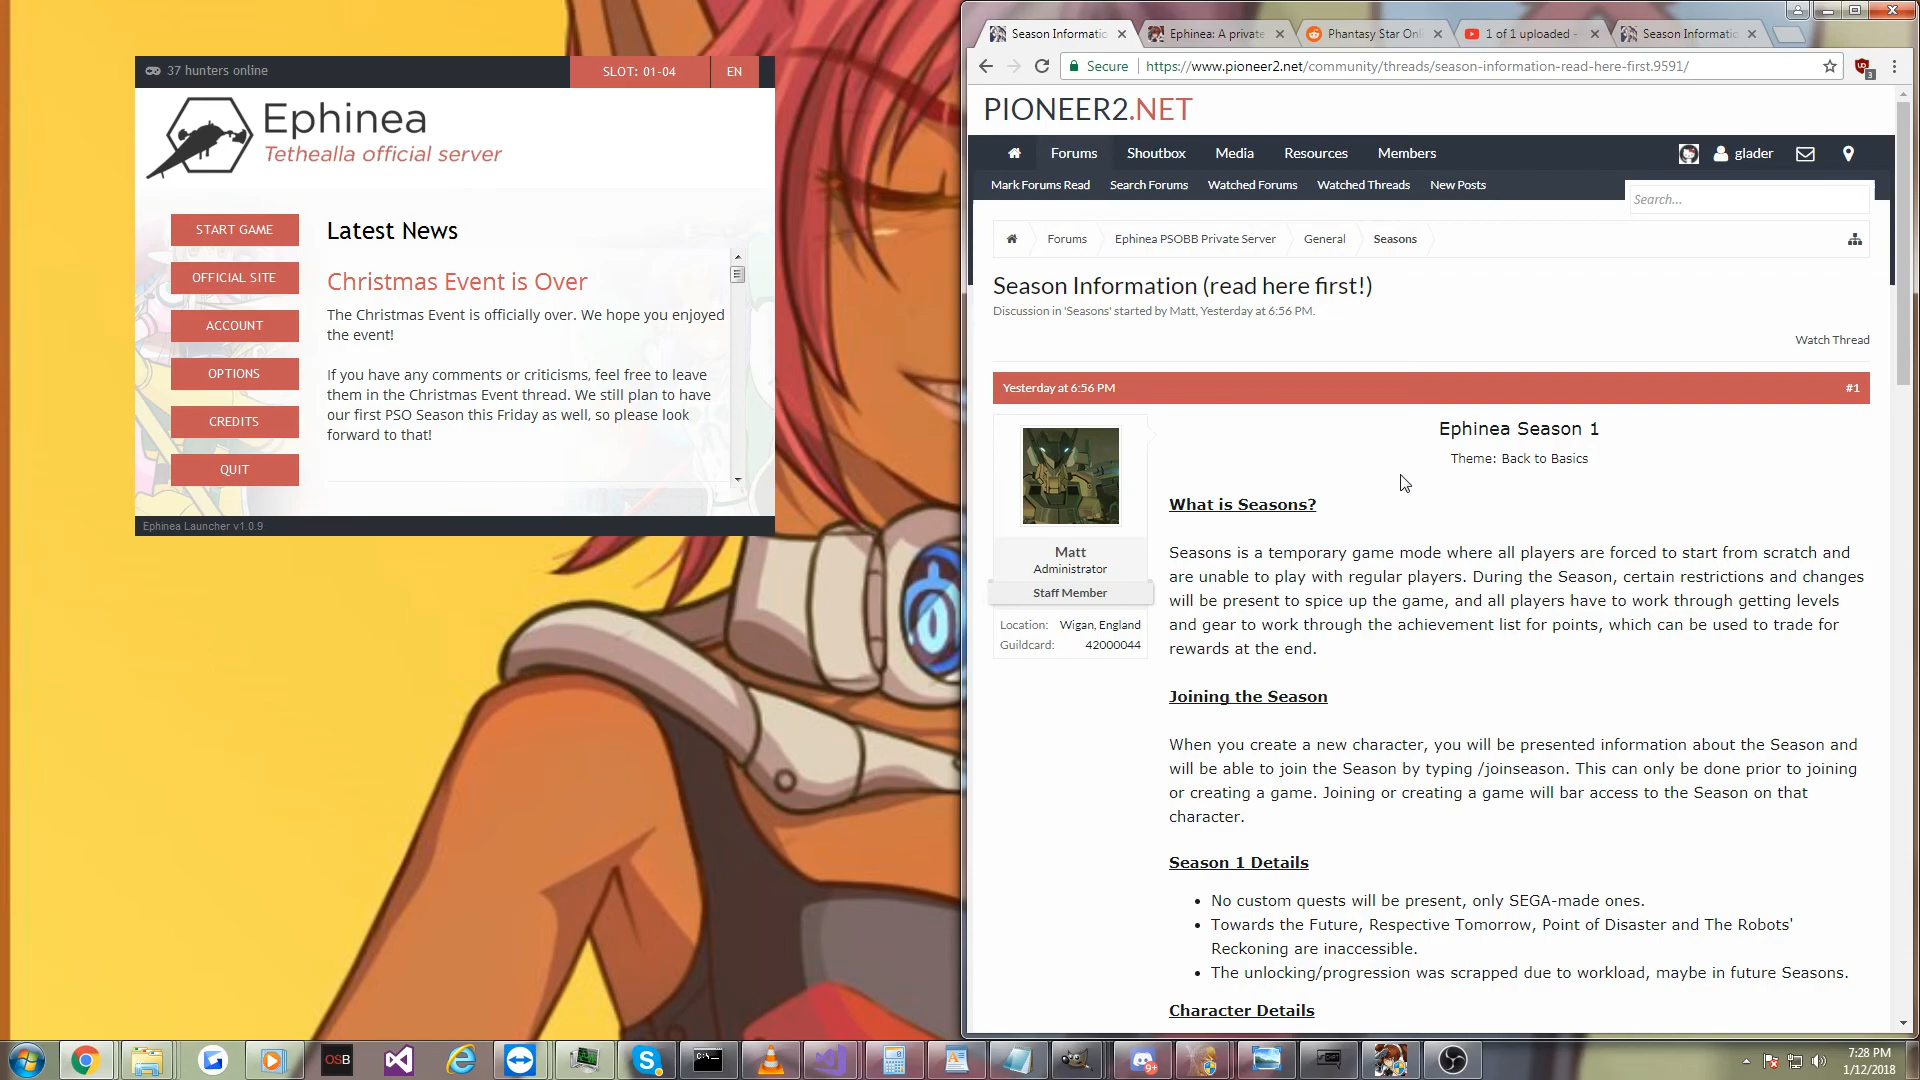 37 hunters online
SLOT: 01-04
EN
Ephinea
Tethealla official server
START GAME
OFFICIAL SITE
ACCOUNT
OPTIONS
CREDITS
QUIT
Latest News
Christmas Event is Over
The Christmas Event is officially over. We hope you enjoyed
the event!
If you have any comments or criticisms, feel free to leave
them in the Christmas Event thread. We still plan to have
our first PSO Season this Friday as well, so please look
forward to that!
Ephinea Launcher v1.0.9
Season Informatio
Ephinea: A private
Phantasy Star Onl
1 of 1 uploaded -
Season Informatio
Secure
https://www.pioneer2.net/community/threads/season-information-read-here-first.9591/
3
PIONEER2.NET
Forums
Shoutbox
Media
Resources
Members
glader
Mark Forums Read
Search Forums
Watched Forums
Watched Threads
New Posts
Search...
Forums
Ephinea PSOBB Private Server
General
Seasons
Season Information (read here first!)
Discussion in 'Seasons' started by Matt, Yesterday at 6:56 PM.
Watch Thread
Yesterday at 6:56 PM
#1
Matt
Administrator
Staff Member
Location: Wigan, England
Guildcard: 42000044
Ephinea Season 1
Theme: Back to Basics
What is Seasons?
Seasons is a temporary game mode where all players are forced to start from scratch and
are unable to play with regular players. During the Season, certain restrictions and changes
will be present to spice up the game, and all players have to work through getting levels
and gear to work through the achievement list for points, which can be used to trade for
rewards at the end.
Joining the Season
When you create a new character, you will be presented information about the Season and
will be able to join the Season by typing /joinseason. This can only be done prior to joining
or creating a game. Joining or creating a game will bar access to the Season on that
character.
Season 1 Details
• No custom quests will be present, only SEGA-made ones.
• Towards the Future, Respective Tomorrow, Point of Disaster and The Robots'
Reckoning are inaccessible.
• The unlocking/progression was scrapped due to workload, maybe in future Seasons.
Character Details
OSB
C:\_
9+
7:28 PM
1/12/2018